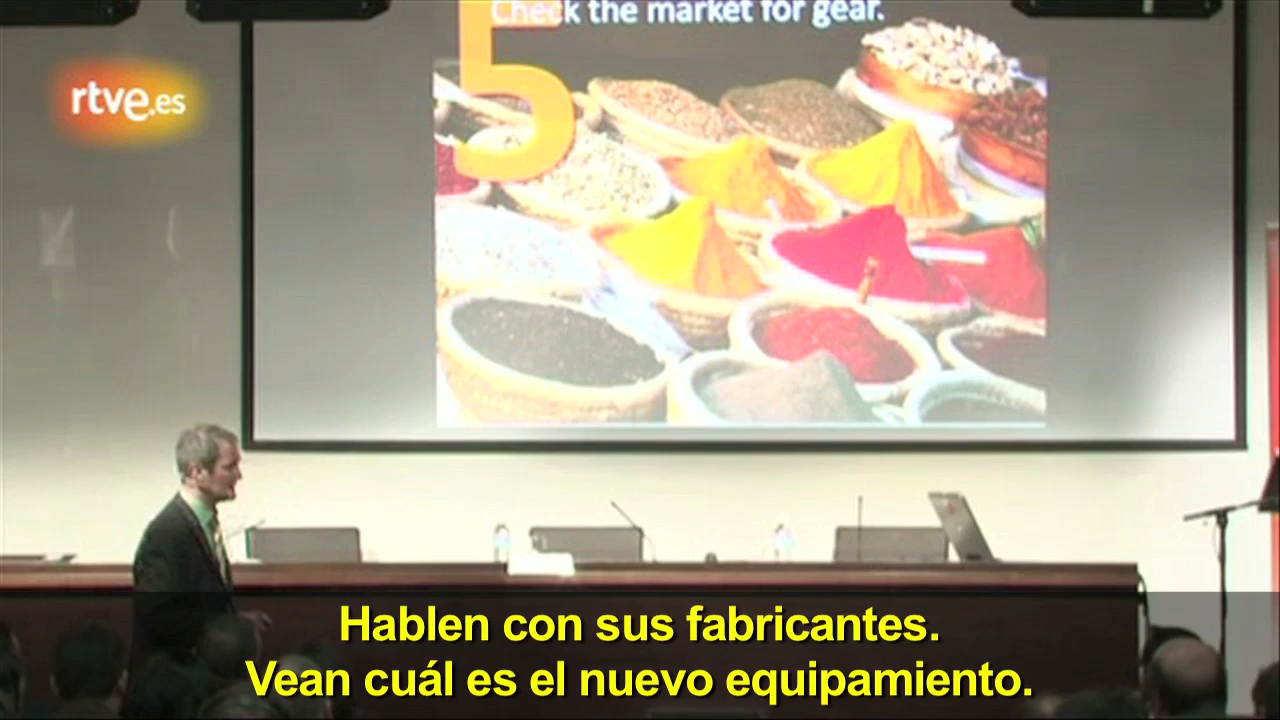 Check the market for gear.
5
rtve.es
Hablen con sus fabricantes.
Vean cuál es el nuevo equipamiento.